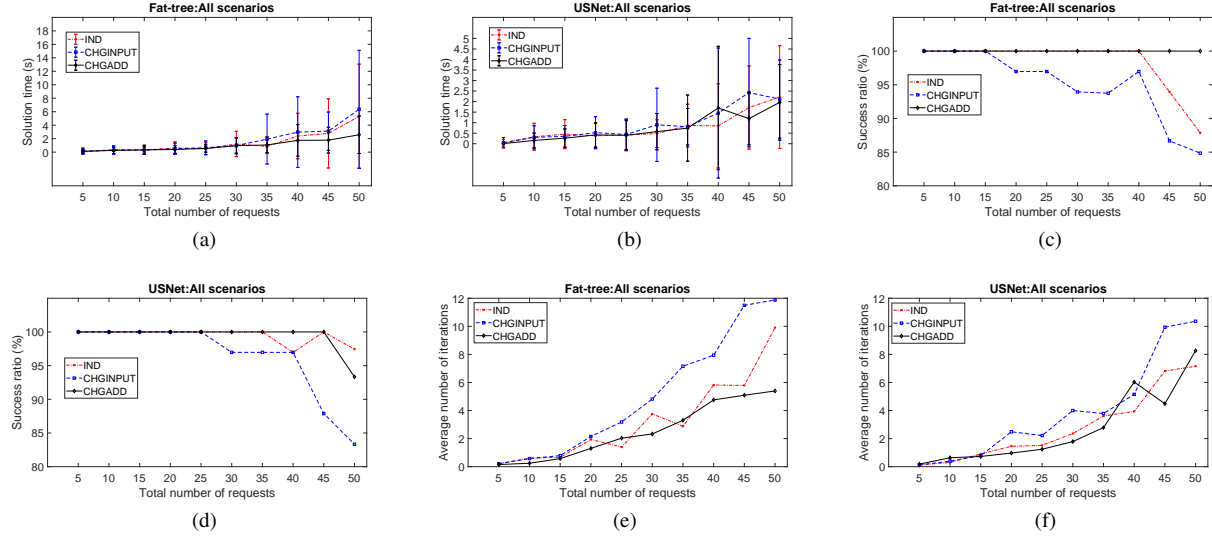 Fat-tree:All scenarios
18
16
14
12
10
8
6
4
2
0
Solution time (s)
IND
CHGINPUT
CHGADD
5 10 15 20 25 30 35 40 45 50
Total number of requests
(a)
USNet:All scenarios
5
4.5
4
3.5
3
2.5
2
1.5
1
0.5
0
Solution time (s)
IND
CHGINPUT
CHGADD
5 10 15 20 25 30 35 40 45 50
Total number of requests
(b)
Fat-tree:All scenarios
100
95
90
85
80
Success ratio (%)
IND
CHGINPUT
CHGADD
5 10 15 20 25 30 35 40 45 50
Total number of requests
(c)
USNet:All scenarios
100
95
90
85
80
Success ratio (%)
IND
CHGINPUT
CHGADD
5 10 15 20 25 30 35 40 45 50
Total number of requests
(d)
Fat-tree:All scenarios
12
10
8
6
4
2
0
Average number of iterations
IND
CHGINPUT
CHGADD
5 10 15 20 25 30 35 40 45 50
Total number of requests
(e)
USNet:All scenarios
12
10
8
6
4
2
0
Average number of iterations
IND
CHGINPUT
CHGADD
5 10 15 20 25 30 35 40 45 50
Total number of requests
(f)